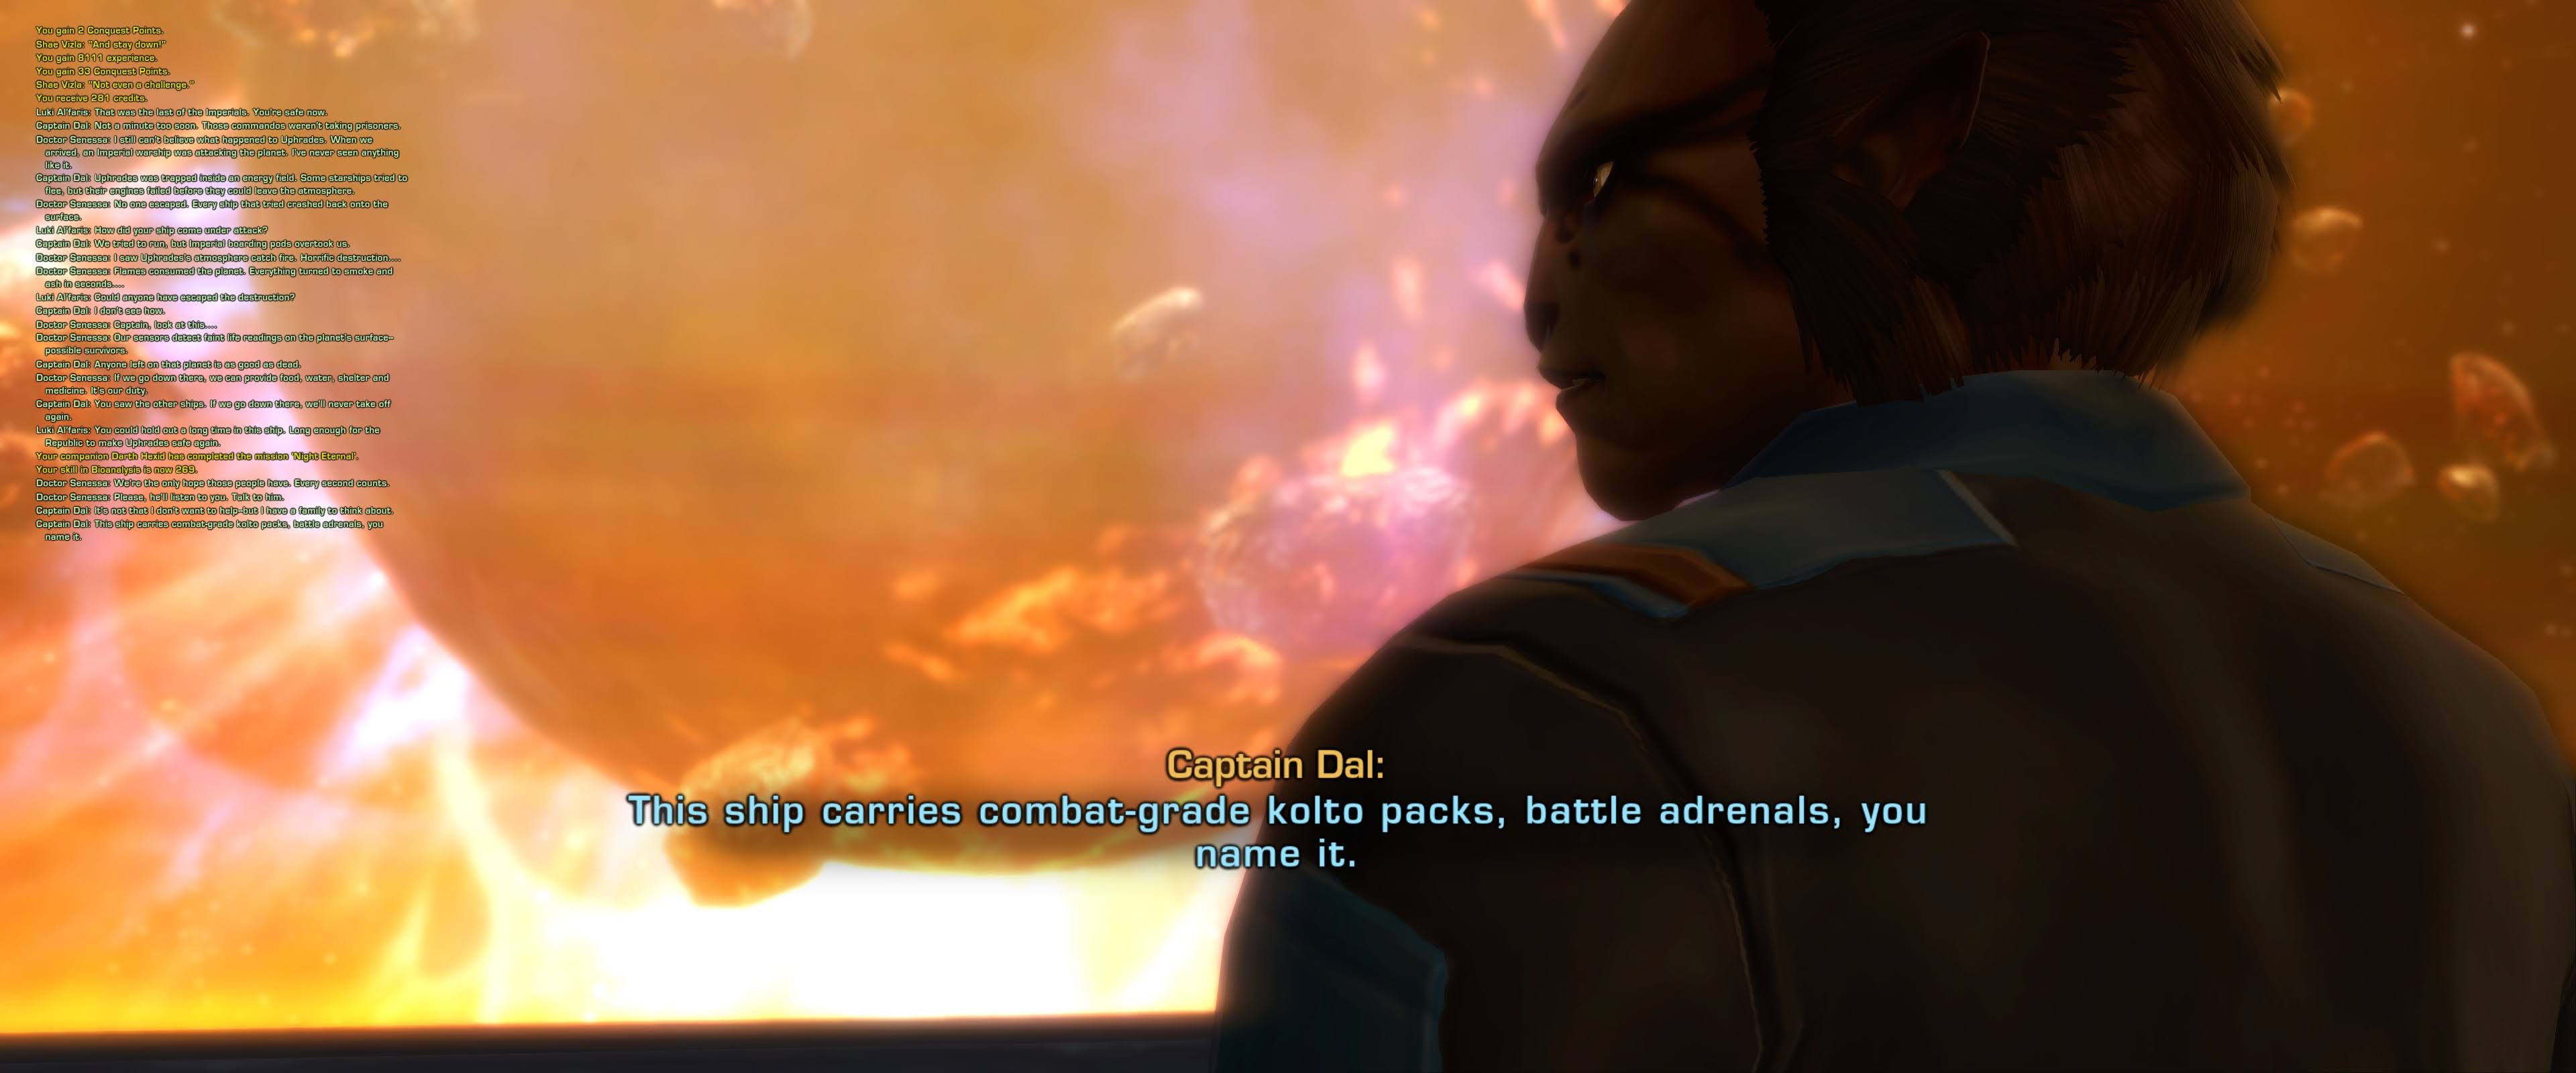 You gain 2 Conquest Points.
Shae Vizla: "And stay down!"
You gain 8111 experience.
You gain 33 Conquest Points.
Shae Vizla: "Not even a challenge."
You receive 281 credits.
Luki Al'faris: That was the last of the Imperials. You're safe now.
Captain Dal: Not a minute too soon. Those commandos weren't taking prisoners.
Doctor Senessa: I still can't believe what happened to Uphrades. When we
arrived, an Imperial warship was attacking the planet. I've never seen anything
like it.
Captain Dal: Uphrades was trapped inside an energy field. Some starships tried to
flee, but their engines failed before they could leave the atmosphere.
Doctor Senessa: No one escaped. Every ship that tried crashed back onto the
surface.
Luki Al'faris: How did your ship come under attack?
Captain Dal: We tried to run, but Imperial boarding pods overtook us.
Doctor Senessa: I saw Uphrades's atmosphere catch fire. Horrific destruction....
Doctor Senessa: Flames consumed the planet. Everything turned to smoke and
ash in seconds....
Luki Al'faris: Could anyone have escaped the destruction?
Captain Dal: I don't see how.
Doctor Senessa: Captain, look at this....
Doctor Senessa: Our sensors detect faint life readings on the planet's surface--
possible survivors.
Captain Dal: Anyone left on that planet is as good as dead.
Doctor Senessa: If we go down there, we can provide food, water, shelter and
medicine. It's our duty.
Captain Dal: You saw the other ships. If we go down there, we'll never take off
again.
Luki Al'faris: You could hold out a long time in this ship. Long enough for the
Republic to make Uphrades safe again.
Your companion Darth Hexid has completed the mission 'Night Eternal'.
Your skill in Bioanalysis is now 269.
Doctor Senessa: We're the only hope those people have. Every second counts.
Doctor Senessa: Please, he'll listen to you. Talk to him.
Captain Dal: It's not that I don't want to help--but I have a family to think about.
Captain Dal: This ship carries combat-grade kolto packs, battle adrenals, you
name it.
Captain Dal:
This ship carries combat-grade kolto packs, battle adrenals, you
name it.